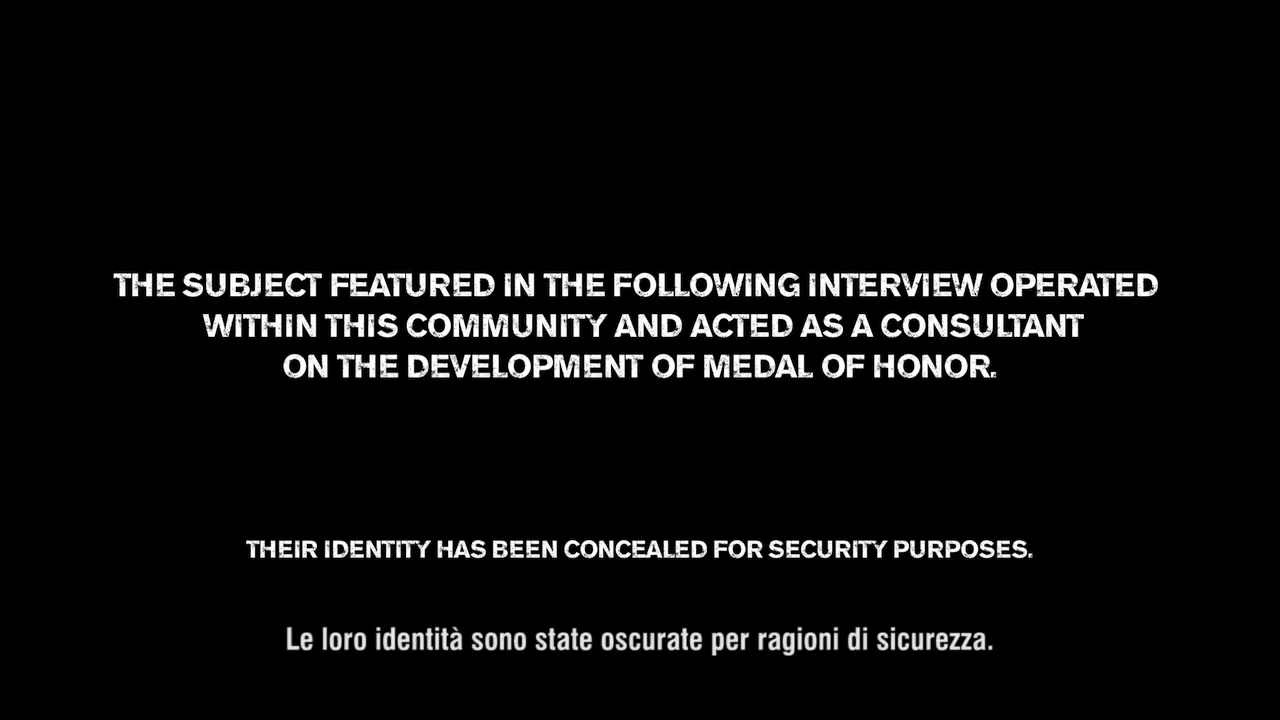 THE SUBJECT FEATURED IN THE FOLLOWING INTERVIEW OPERATED
WITHIN THIS COMMUNITY AND ACTED AS A CONSULTANT
ON THE DEVELOPMENT OF MEDAL OF HONOR.
THEIR IDENTITY HAS BEEN CONCEALED FOR SECURITY PURPOSES.
Le loro identità sono state oscurate per ragioni di sicurezza.